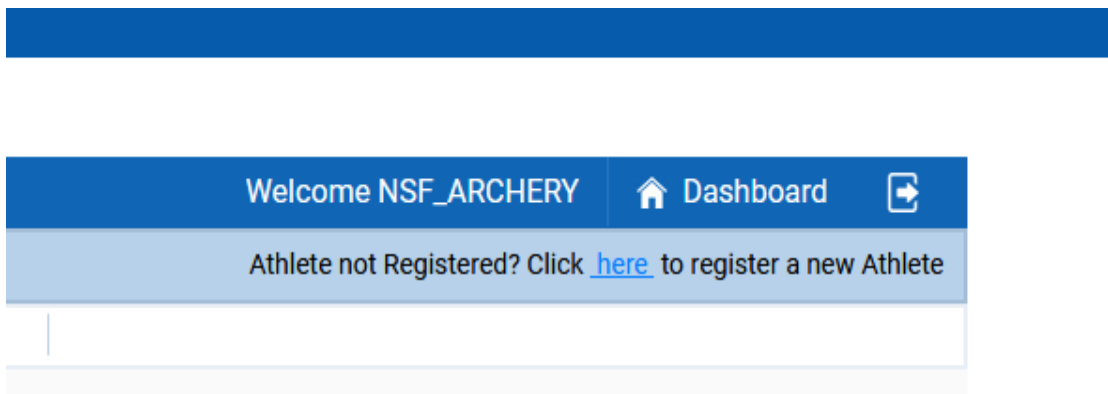 Welcome NSF_ARCHERY Dashboard
Athlete not Registered? Click here to register a new Athlete